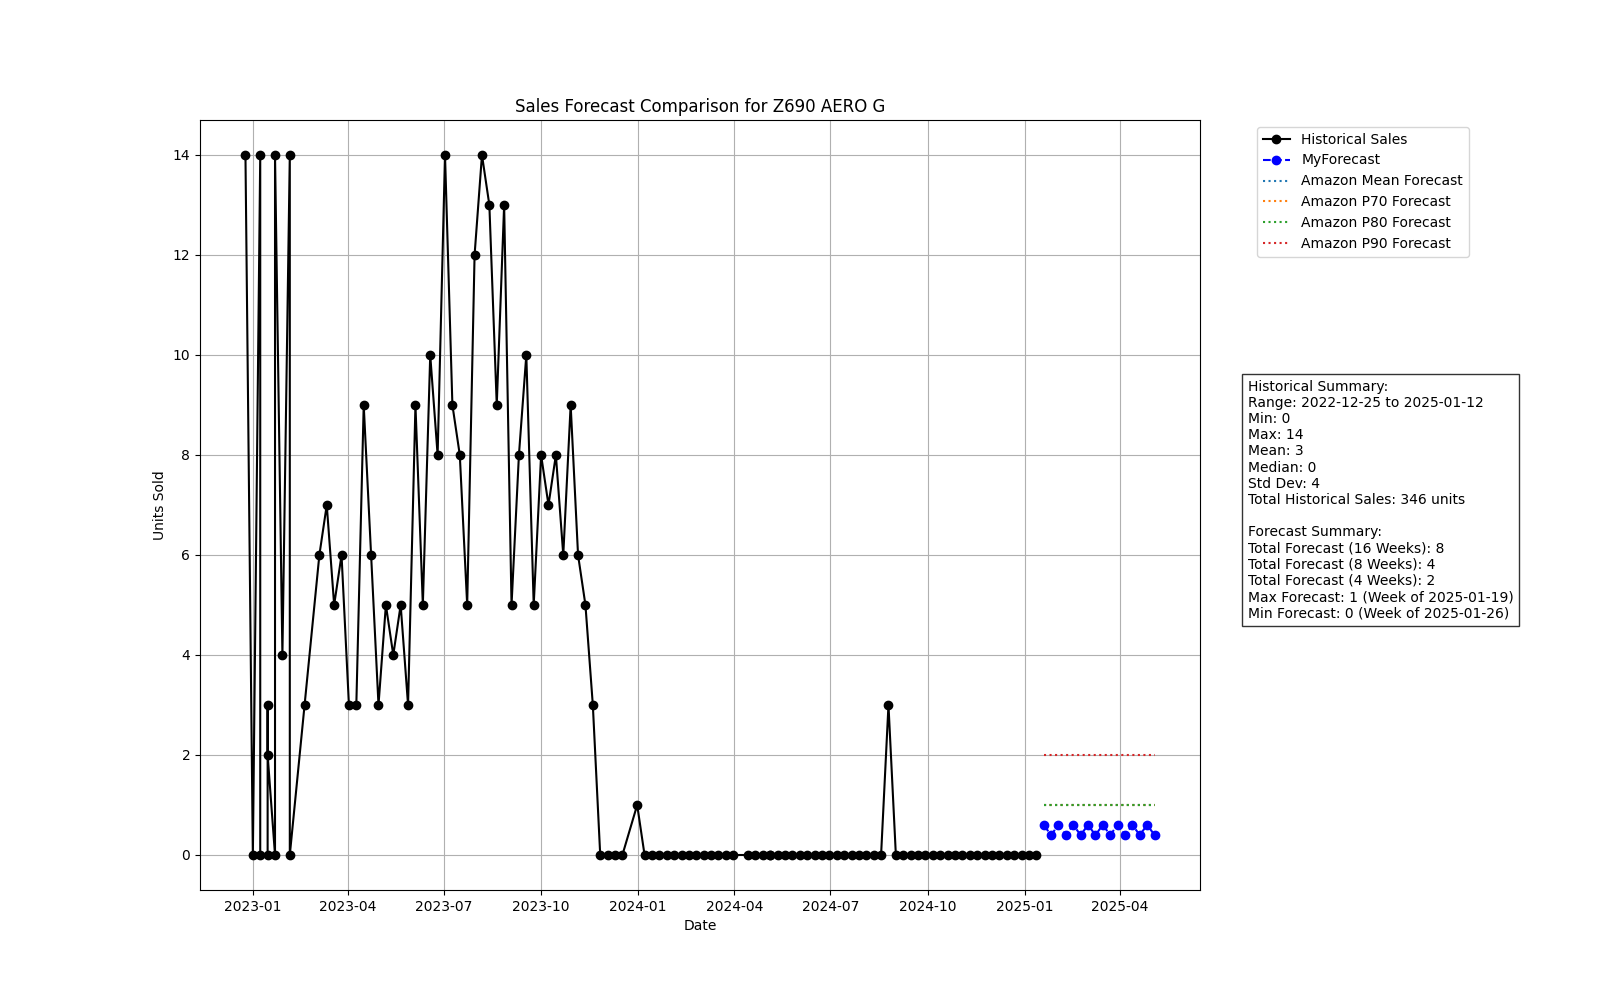 Sales Forecast Comparison for Z690 AERO G
Units Sold
14
12
10
8
6
4
2
0
2023-01
2023-04
2023-07
2023-10
2024-01
2024-04
2024-07
2024-10
2025-01
2025-04
Date
Historical Sales
MyForecast
Amazon Mean Forecast
Amazon P70 Forecast
Amazon P80 Forecast
Amazon P90 Forecast
Historical Summary:
Range: 2022-12-25 to 2025-01-12
Min: 0
Max: 14
Mean: 3
Median: 0
Std Dev: 4
Total Historical Sales: 346 units
Forecast Summary:
Total Forecast (16 Weeks): 8
Total Forecast (8 Weeks): 4
Total Forecast (4 Weeks): 2
Max Forecast: 1 (Week of 2025-01-19)
Min Forecast: 0 (Week of 2025-01-26)